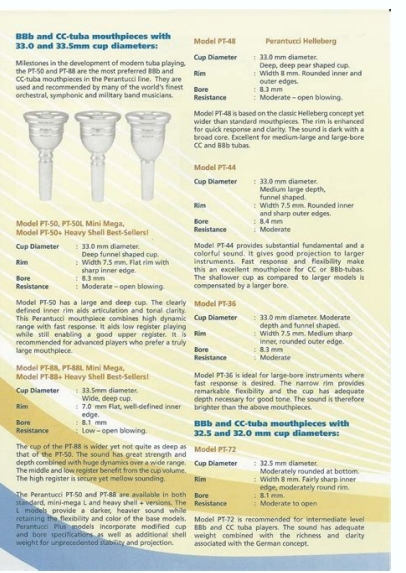 BBb and CC-tuba mouthpieces with
33.0 and 33.5mm cup diameters:
Milestones in the development of modern tuba playing,
the PT-50 and PT-88 are the most preferred BBb and
CC-tuba mouthpieces in the Perantucci line. They are
used and recommended by many of the world's finest
orchestral, symphonic and military band musicians.
Model PT-50, PT-50L Mini Mega,
Model PT-50+ Heavy Shell Best-Sellers!
Cup Diameter : 33.0 mm diameter.
Deep funnel shaped cup.
Rim : Width 7.5 mm. Flat rim with
sharp inner edge.
Bore : 8.3 mm
Resistance : Moderate – open blowing.
Model PT-50 has a large and deep cup. The clearly
defined inner rim aids articulation and tonal clarity.
This Perantucci mouthpiece combines high dynamic
range with fast response. It aids low register playing
while still enabling a good upper register. It is
recommended for advanced players who prefer a truly
large mouthpiece.
Model PT-88, PT-88L Mini Mega,
Model PT-88+ Heavy Shell Best-Sellers!
Cup Diameter : 33.5mm diameter.
Wide, deep cup.
Rim : 7.0 mm Flat, well-defined inner
edge.
Bore : 8.1 mm
Resistance : Low – open blowing.
The cup of the PT-88 is wider yet not quite as deep as
that of the PT-50. The sound has great strength and
depth combined with huge dynamics over a wide range.
The middle and low register benefit from the cup volume.
The high register is secure yet mellow sounding.
The Perantucci PT-50 and PT-88 are available in both
standard, mini-mega L and heavy shell + versions. The
L models provide a darker, heavier sound while
retaining the flexibility and color of the base models.
Perantucci Plus models incorporate modified cup
and bore specifications as well as additional shell
weight for unprecedented stability and projection.
Model PT-48 Perantucci Helleberg
Cup Diameter : 33.0 mm diameter.
Deep, deep pear shaped cup.
Rim : Width 8 mm. Rounded inner and
outer edges.
Bore : 8.3 mm
Resistance : Moderate – open blowing.
Model PT-48 is based on the classic Helleberg concept yet
wider than standard mouthpieces. The rim is enhanced
for quick response and clarity. The sound is dark with a
broad core. Excellent for medium-large and large-bore
CC and BBb tubas.
Model PT-44
Cup Diameter : 33.0 mm diameter.
Medium large depth,
funnel shaped.
Rim : Width 7.5 mm. Rounded inner
and sharp outer edges.
Bore : 8.4 mm
Resistance : Moderate
Model PT-44 provides substantial fundamental and a
colorful sound. It gives good projection to larger
instruments. Fast response and flexibility make
this an excellent mouthpiece for CC or BBb-tubas.
The shallower cup as compared to larger models is
compensated by a larger bore.
Model PT-36
Cup Diameter : 33.0 mm diameter. Moderate
depth and funnel shaped.
Rim : Width 7.5 mm. Medium sharp
inner, rounded outer edge.
Bore : 8.3 mm
Resistance : Moderate
Model PT-36 is ideal for large-bore instruments where
fast response is desired. The narrow rim provides
remarkable flexibility and the cup has adequate
depth necessary for good tone. The sound is therefore
brighter than the above mouthpieces.
BBb and CC-tuba mouthpieces with
32.5 and 32.0 mm cup diameters:
Model PT-72
Cup Diameter : 32.5 mm diameter.
Moderately rounded at bottom.
Rim : Width 8 mm. Fairly sharp inner
edge, moderately round rim.
Bore : 8.1 mm.
Resistance : Moderate to open
Model PT-72 is recommended for intermediate level
BBb and CC tuba players. The sound has adequate
weight combined with the richness and clarity
associated with the German concept.